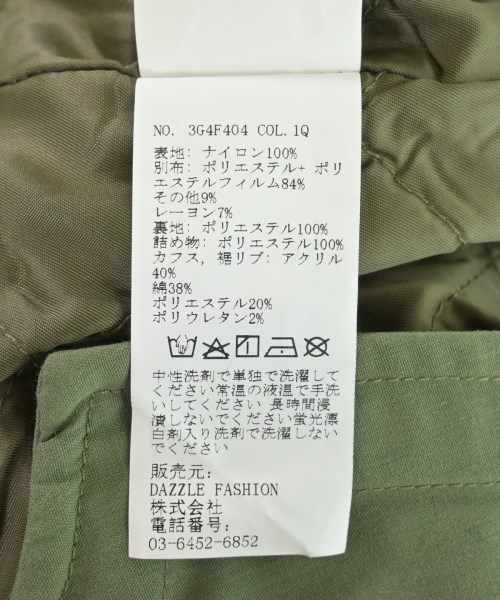 NO. 3G4F404 COL.1Q
表地: ナイロン100%
別布: ポリエステル+ ポリ
エステルフィルム84%
その他9%
レーヨン7%
裏地: ポリエステル100%
詰め物: ポリエステル100%
カフス, 裾リブ: アクリル
40%
綿38%
ポリエステル20%
ポリウレタン2%
中性洗剤で単独で洗濯して
ください常温の液温で手洗
いしてください 長時間浸
漬しないでください蛍光漂
白剤入り洗剤で洗濯しない
でください
販売元:
DAZZLE FASHION
株式会社
電話番号:
03-6452-6852